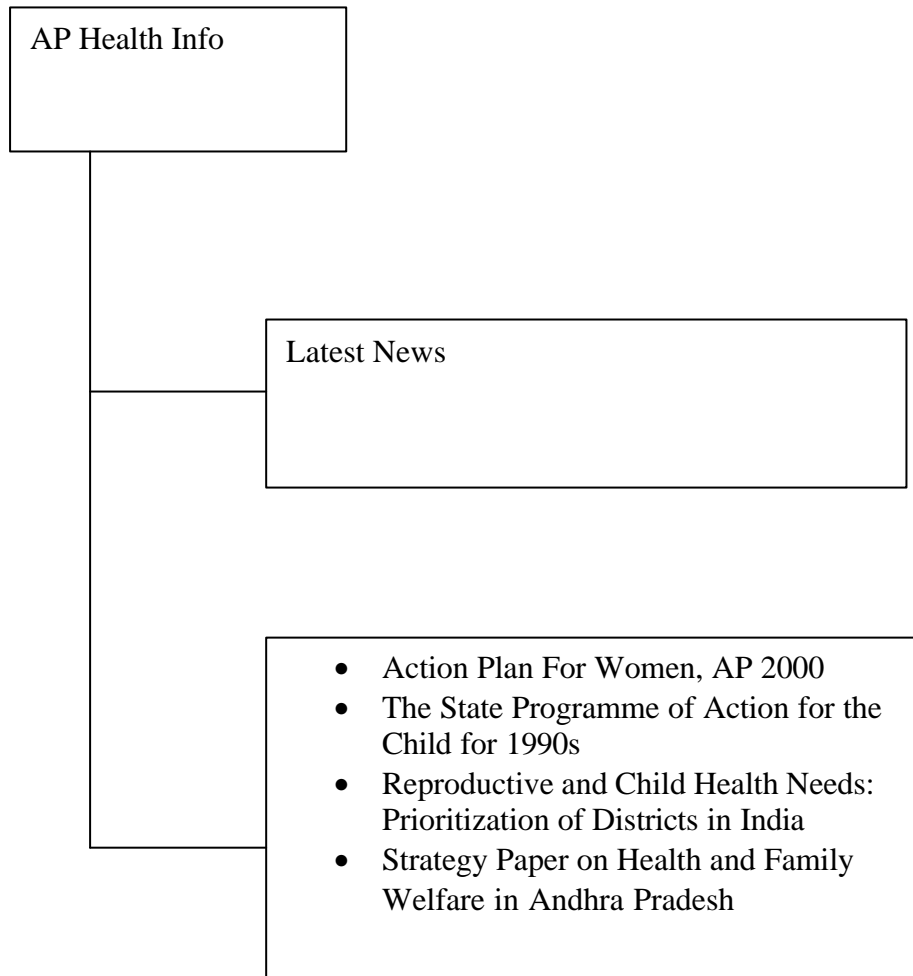 AP Health Info
Latest News
• Action Plan For Women, AP 2000
• The State Programme of Action for the
Child for 1990s
• Reproductive and Child Health Needs:
Prioritization of Districts in India
• Strategy Paper on Health and Family
Welfare in Andhra Pradesh